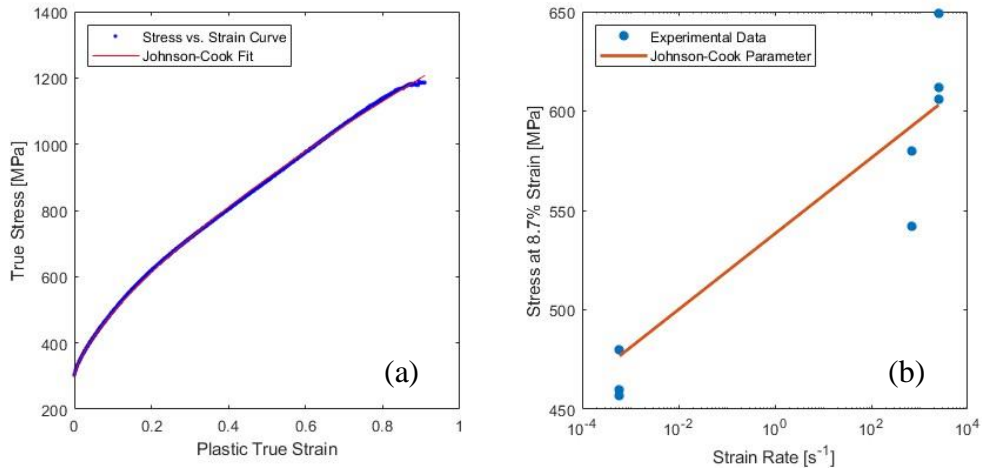 1400
1200
1000
800
600
400
200
0
0.2
0.4
0.6
0.8
1
True Stress [MPa]
Plastic True Strain
Stress vs. Strain Curve
Johnson-Cook Fit
(a)
650
600
550
500
450
10-4
10-2
100
102
104
Stress at 8.7% Strain [MPa]
Strain Rate [s-1]
Experimental Data
Johnson-Cook Parameter
(b)